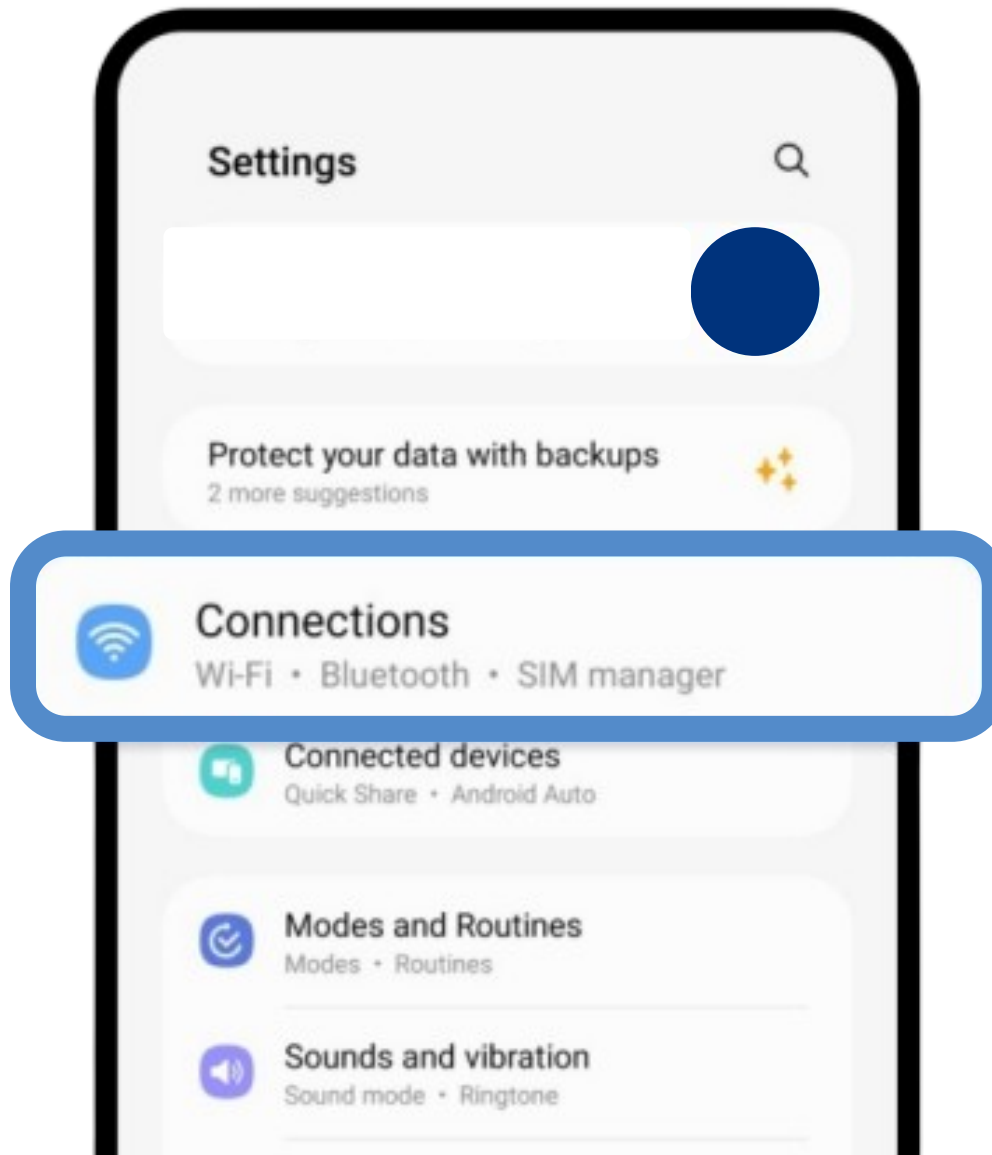 Settings
Protect your data with backups
2 more suggestions
Connections
Wi-Fi • Bluetooth • SIM manager
Connected devices
Quick Share • Android Auto
Modes and Routines
Modes • Routines
Sounds and vibration
Sound mode • Ringtone